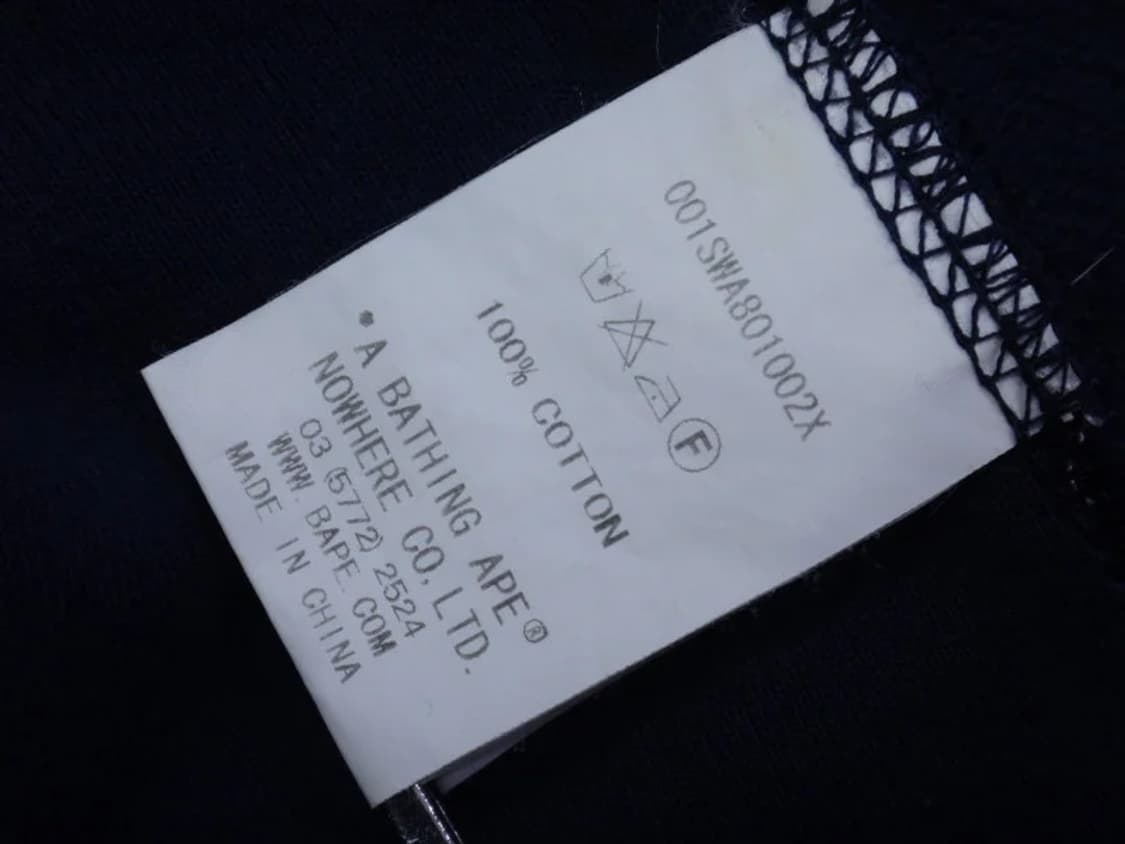 001SWA801002X
F
100% COTTON
• A BATHING APE®
NOWHERE CO. LTD.
03 (5772) 2524
WWW. BAPE. COM
MADE IN CHINA